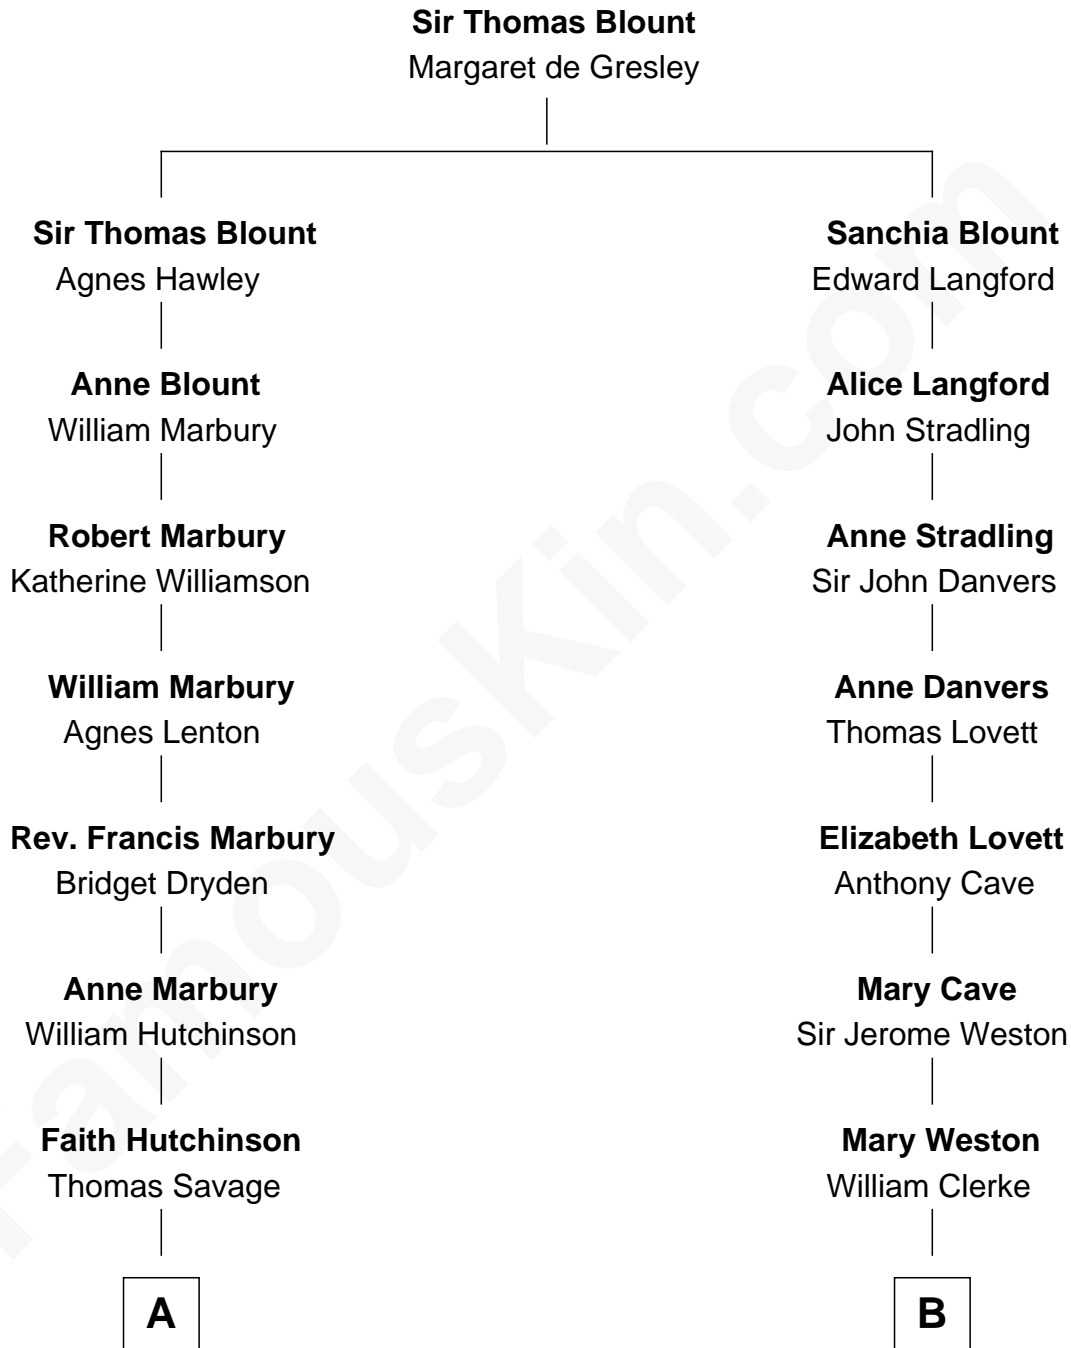 Sir Thomas Blount
Margaret de Gresley
Sir Thomas Blount
Agnes Hawley
Anne Blount
William Marbury
Robert Marbury
Katherine Williamson
William Marbury
Agnes Lenton
Rev. Francis Marbury
Bridget Dryden
Anne Marbury
William Hutchinson
Faith Hutchinson
Thomas Savage
A
Sanchia Blount
Edward Langford
Alice Langford
John Stradling
Anne Stradling
Sir John Danvers
Anne Danvers
Thomas Lovett
Elizabeth Lovett
Anthony Cave
Mary Cave
Sir Jerome Weston
Mary Weston
William Clerke
B
FamousKin.com